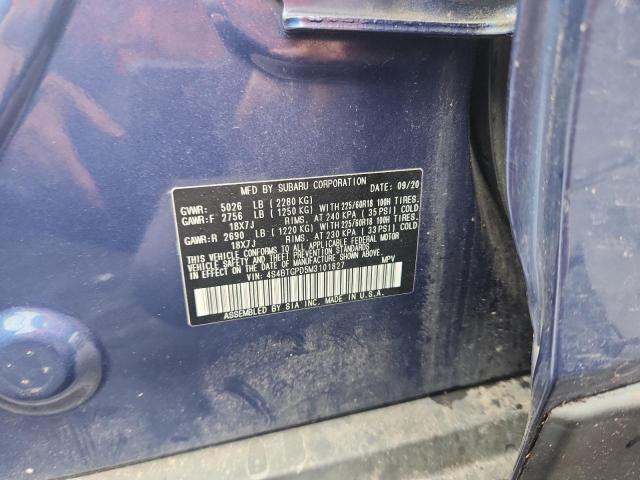 MFD BY SUBARU CORPORATION DATE: 09/20
GVWR: 5026 LB ( 2280 KG)
GAWR:F 2756 LB ( 1250 KG) WITH 225/60R18 100H TIRES,
18X7J RIMS, AT 240 KPA ( 35 PSI) COLD
GAWR:R 2690 LB ( 1220 KG) WITH 225/60R18 100H TIRES,
18X7J RIMS, AT 230 KPA ( 33 PSI) COLD
THIS VEHICLE CONFORMS TO ALL APPLICABLE FEDERAL MOTOR
VEHICLE SAFETY AND THEFT PREVENTION STANDARDS
IN EFFECT ON THE DATE OF MANUFACTURE SHOWN ABOVE.
VIN: 4S4BTGPD5M3101827 MPV
ASSEMBLED BY SIA INC. MADE IN U.S.A.